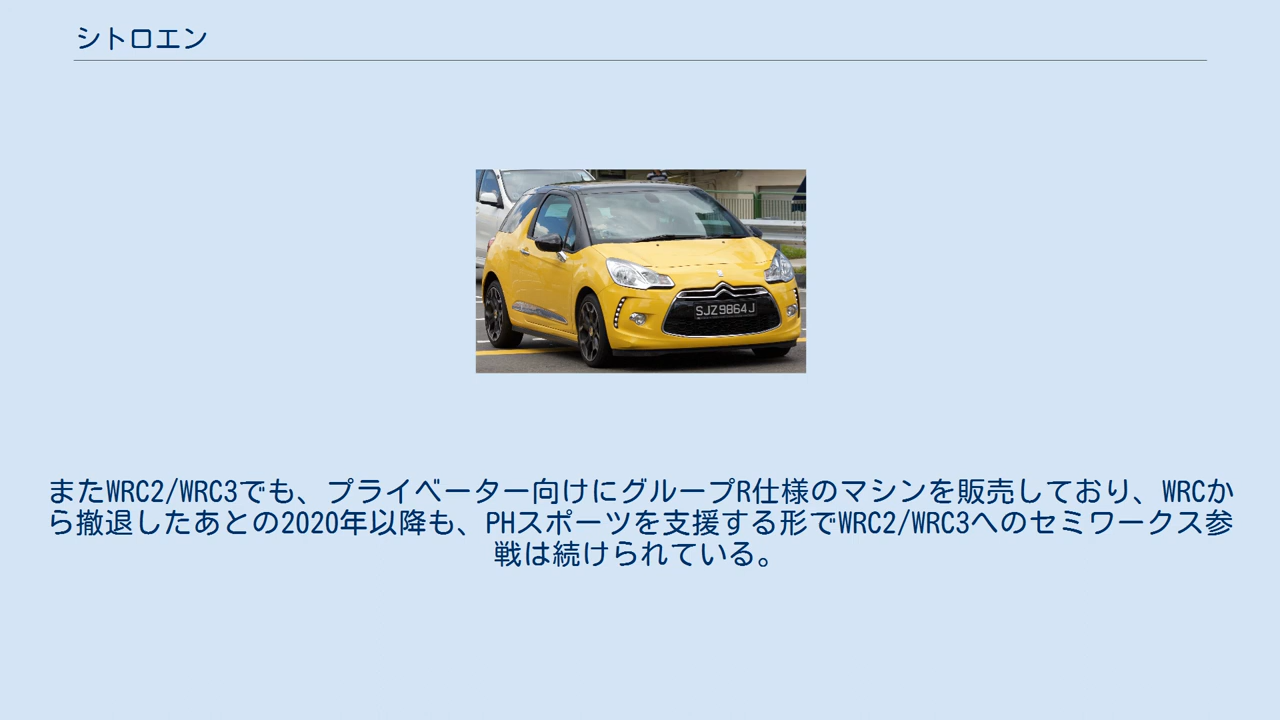 シトロエン
SJZ9864J
またWRC2/WRC3でも、プライベーター向けにグループR仕様のマシンを販売しており、WRCか
ら撤退したあとの2020年以降も、PHスポーツを支援する形でWRC2/WRC3へのセミワークス参
戦は続けられている。